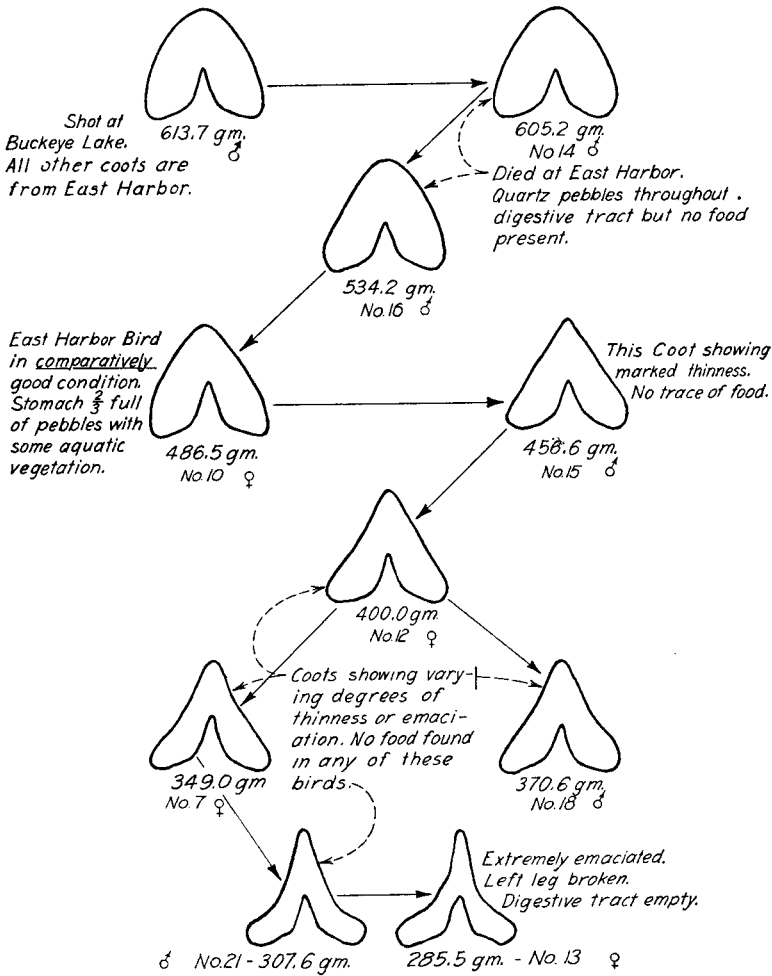 613.7 gm.
♂
Shot at
Buckeye Lake.
All other coots are
from East Harbor.
605.2 gm.
No 14 ♂
Died at East Harbor.
Quartz pebbles throughout.
digestive tract but no food
present.
534.2 gm.
No. 16 ♂
East Harbor Bird
in comparatively
good condition.
Stomach 2/3 full
of pebbles with
some aquatic
vegetation.
486.5 gm.
No. 10 ♀
This Coot showing
marked thinness.
No trace of food.
456.6 gm.
No. 15 ♂
400.0 gm.
No. 12 ♀
Coots showing vary-
ing degrees of
thinness or emaci-
ation. No food found
in any of these
birds.
349.0 gm
No. 7 ♀
370.6 gm.
No. 18 ♂
Extremely emaciated.
Left leg broken.
Digestive tract empty.
♂ No. 21 - 307.6 gm.
285.5 gm. - No. 13 ♀